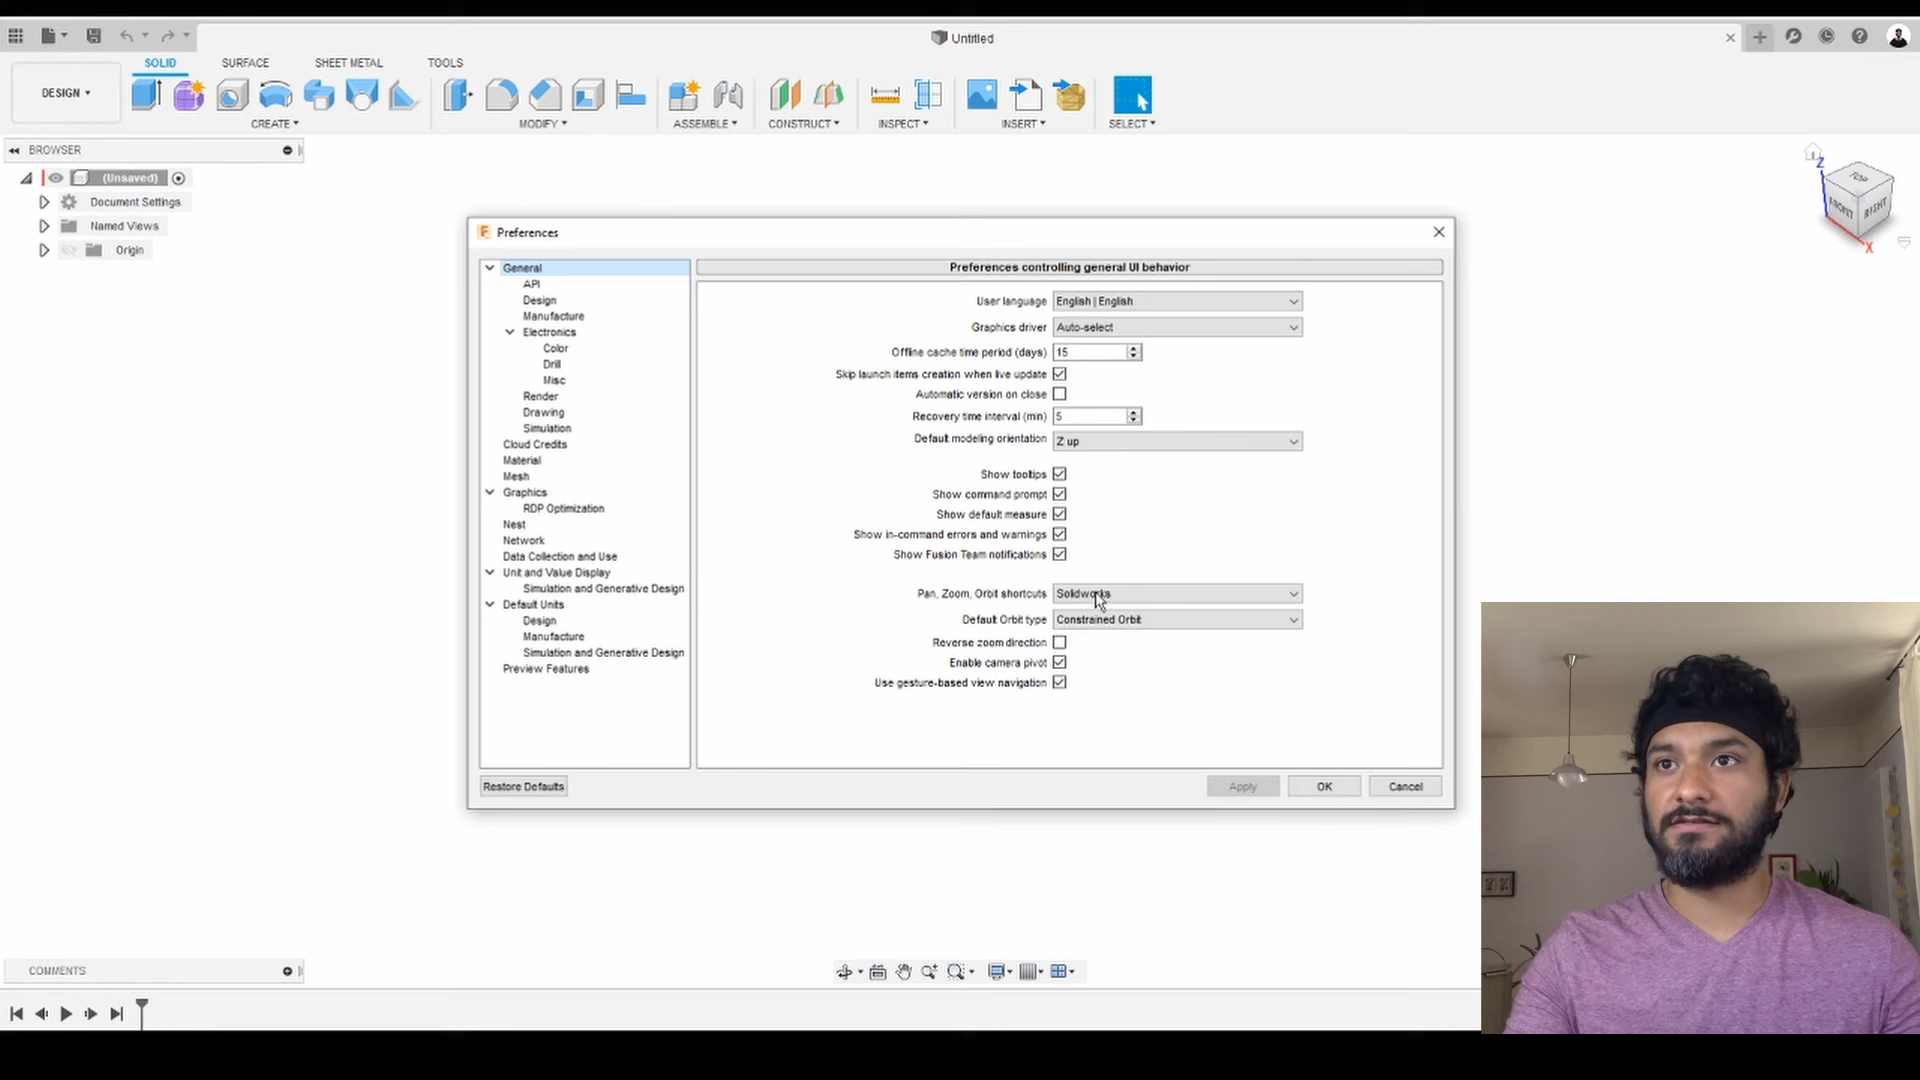 Untitled
SOLID SURFACE SHEET METAL TOOLS
DESIGN
CREATE MODIFY ASSEMBLE CONSTRUCT INSPECT INSERT SELECT
BROWSER
(Unsaved)
Document Settings
Named Views
Origin
TOP
FRONT
RIGHT
Z
X
Preferences
General
API
Design
Manufacture
Electronics
Color
Drill
Misc
Render
Drawing
Simulation
Cloud Credits
Material
Mesh
Graphics
RDP Optimization
Nest
Network
Data Collection and Use
Unit and Value Display
Simulation and Generative Design
Default Units
Design
Manufacture
Simulation and Generative Design
Preview Features
Preferences controlling general UI behavior
User language English | English
Graphics driver Auto-select
Offline cache time period (days) 15
Skip launch items creation when live update
Automatic version on close
Recovery time interval (min) 5
Default modeling orientation Z up
Show tooltips
Show command prompt
Show default measure
Show in-command errors and warnings
Show Fusion Team notifications
Pan, Zoom, Orbit shortcuts Solidworks
Default Orbit type Constrained Orbit
Reverse zoom direction
Enable camera pivot
Use gesture-based view navigation
Restore Defaults Apply OK Cancel
COMMENTS